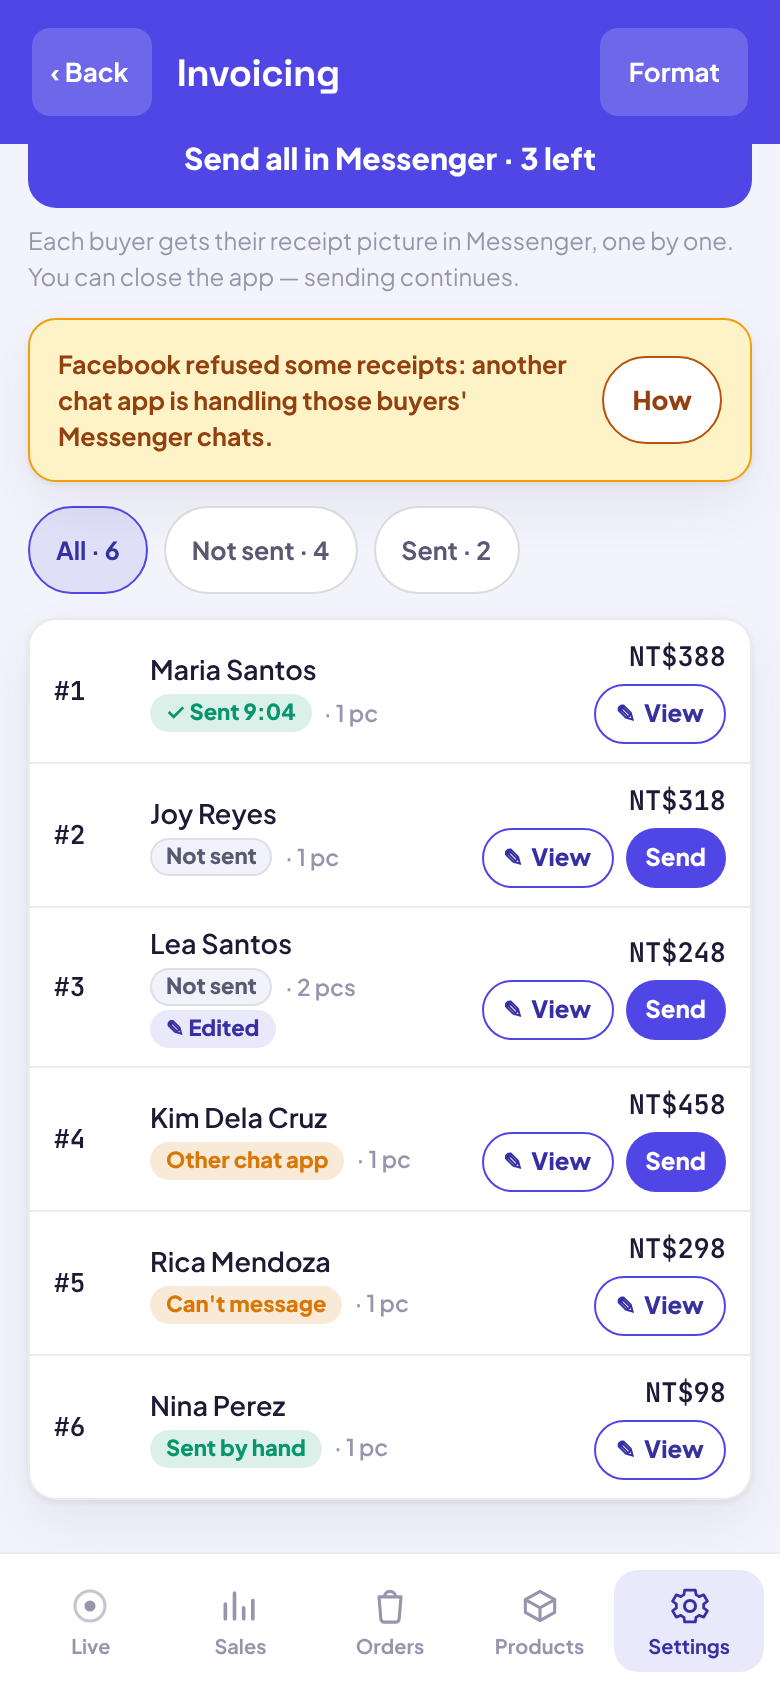 ‹ Back
Invoicing
Format
Send all in Messenger · 3 left
Each buyer gets their receipt picture in Messenger, one by one.
You can close the app — sending continues.
Facebook refused some receipts: another
chat app is handling those buyers'
Messenger chats.
How
All · 6
Not sent · 4
Sent · 2
#1
Maria Santos
✓ Sent 9:04 · 1 pc
NT$388
✎ View
#2
Joy Reyes
Not sent · 1 pc
NT$318
✎ View
Send
#3
Lea Santos
Not sent · 2 pcs
✎ Edited
NT$248
✎ View
Send
#4
Kim Dela Cruz
Other chat app · 1 pc
NT$458
✎ View
Send
#5
Rica Mendoza
Can't message · 1 pc
NT$298
✎ View
#6
Nina Perez
Sent by hand · 1 pc
NT$98
✎ View
Live
Sales
Orders
Products
Settings